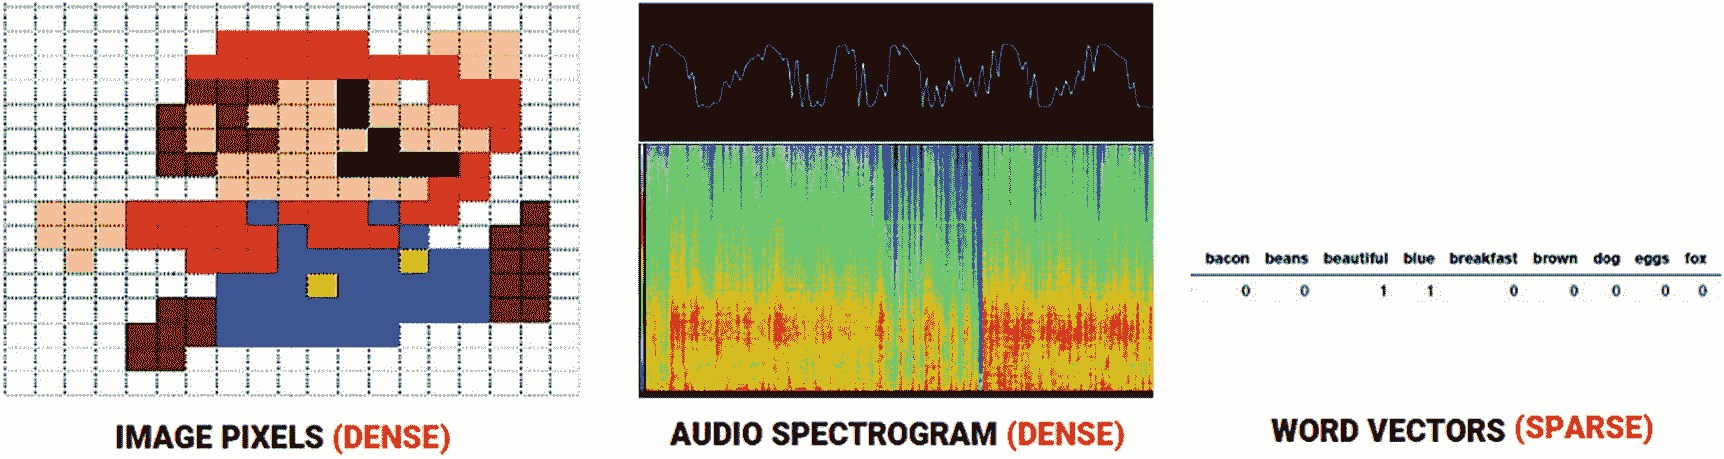 bacon beans beautiful blue breakfast brown dog eggs fox
0 0 1 1 0 0 0 0 0
IMAGE PIXELS (DENSE)
AUDIO SPECTROGRAM (DENSE)
WORD VECTORS (SPARSE)